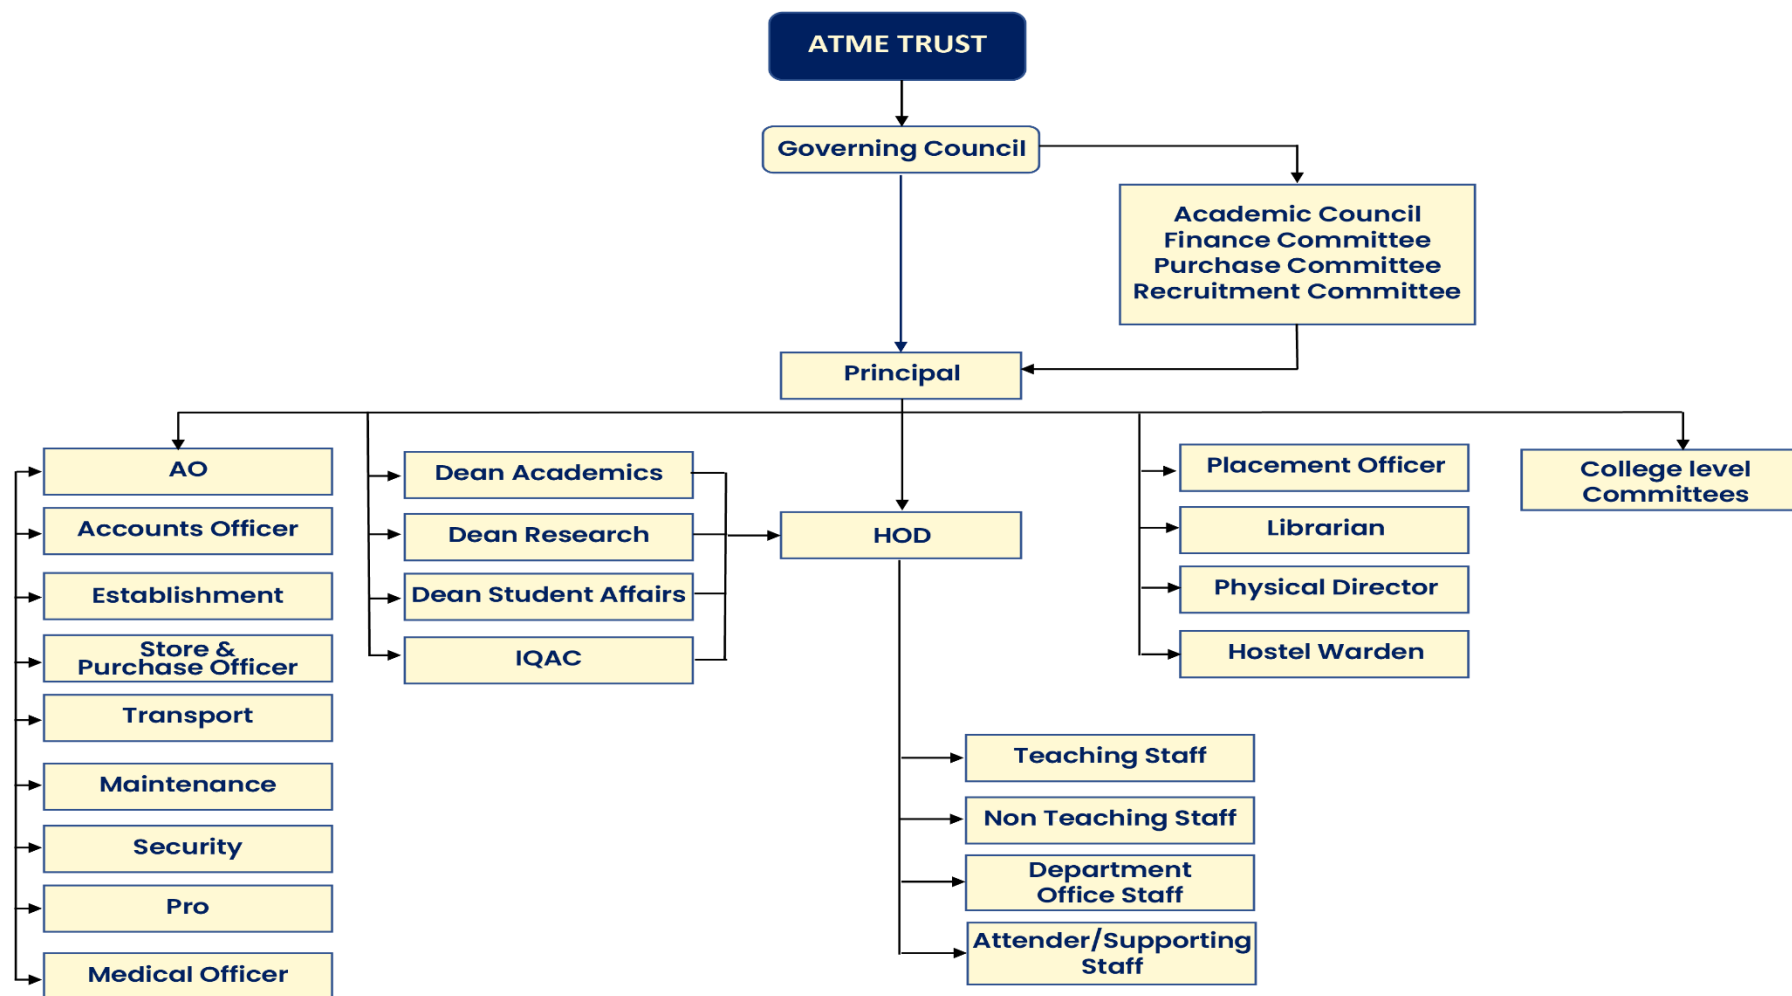 ATME TRUST
Governing Council
Academic Council
Finance Committee
Purchase Committee
Recruitment Committee
Principal
AO
Accounts Officer
Establishment
Store &
Purchase Officer
Transport
Maintenance
Security
Pro
Medical Officer
Dean Academics
Dean Research
Dean Student Affairs
IQAC
HOD
Teaching Staff
Non Teaching Staff
Department
Office Staff
Attender/Supporting
Staff
Placement Officer
Librarian
Physical Director
Hostel Warden
College level
Committees